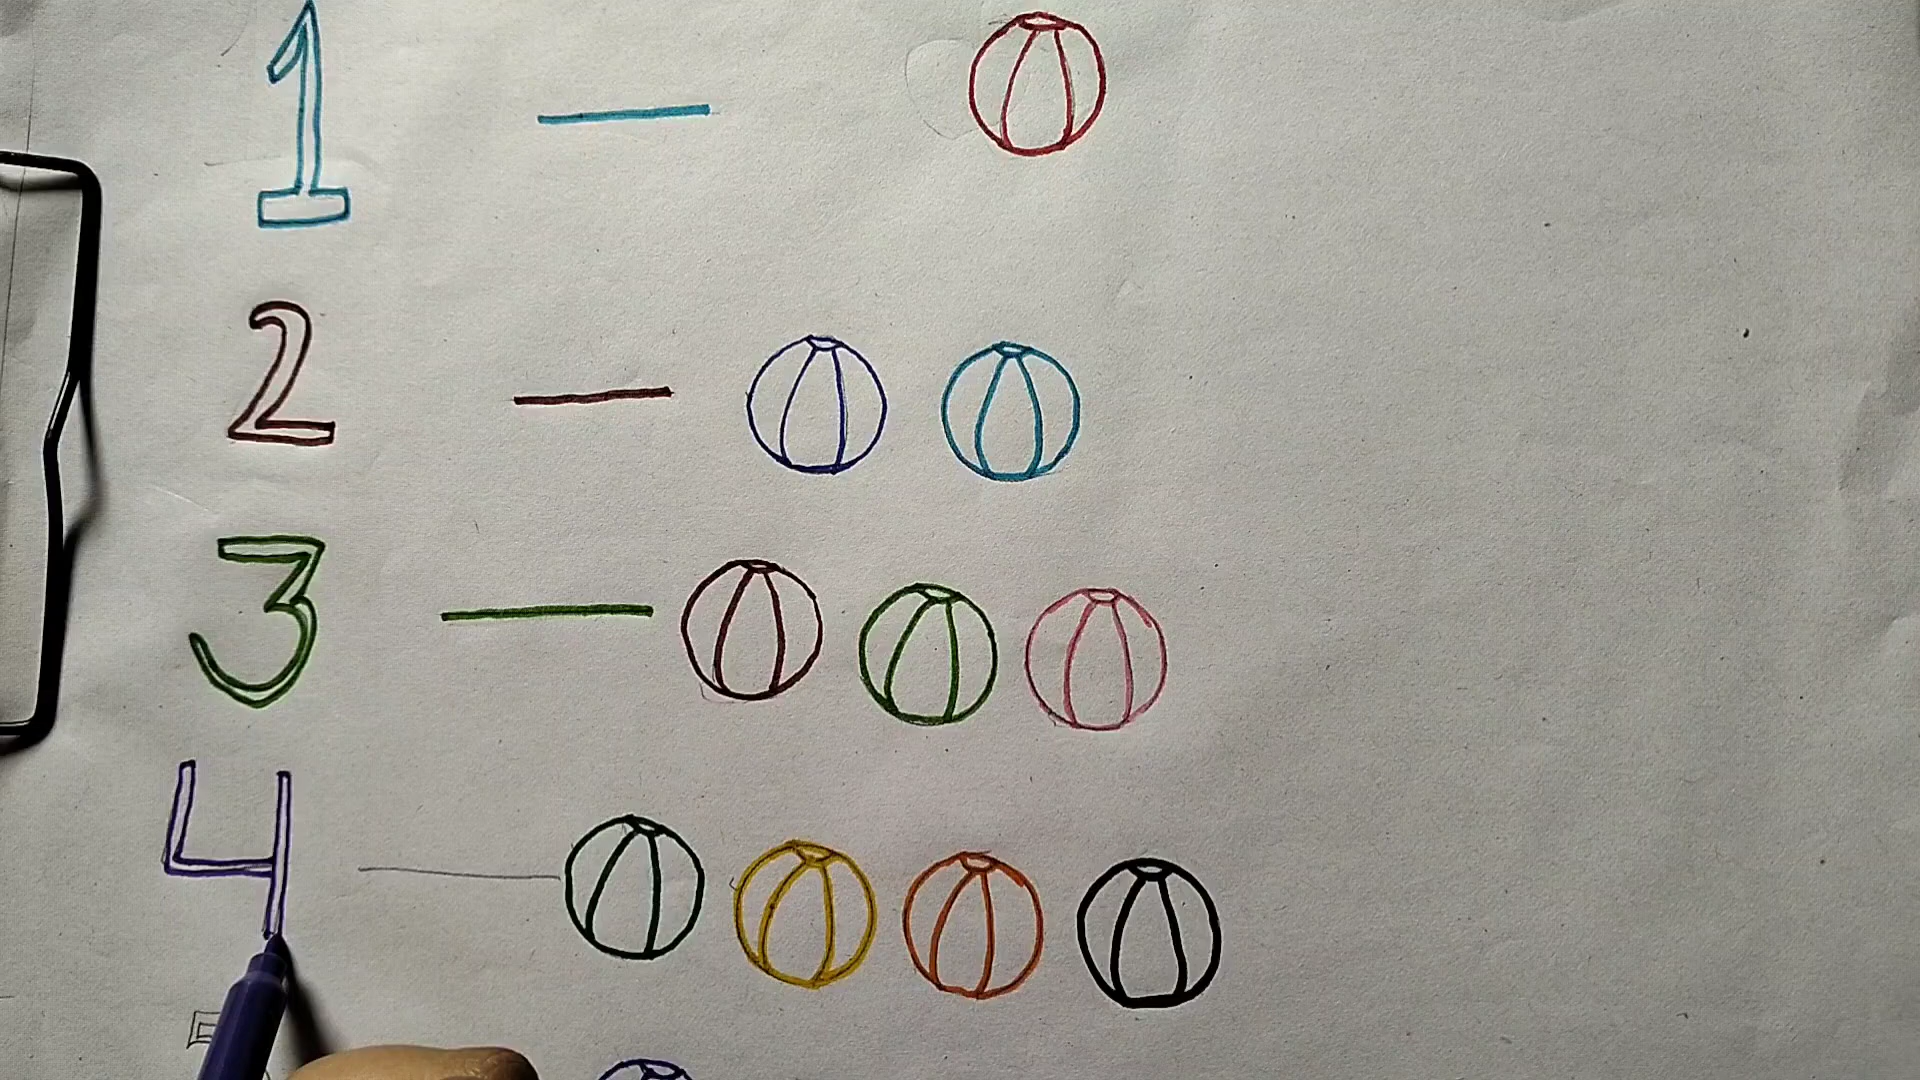 1 —
2 —
3 —
4 —